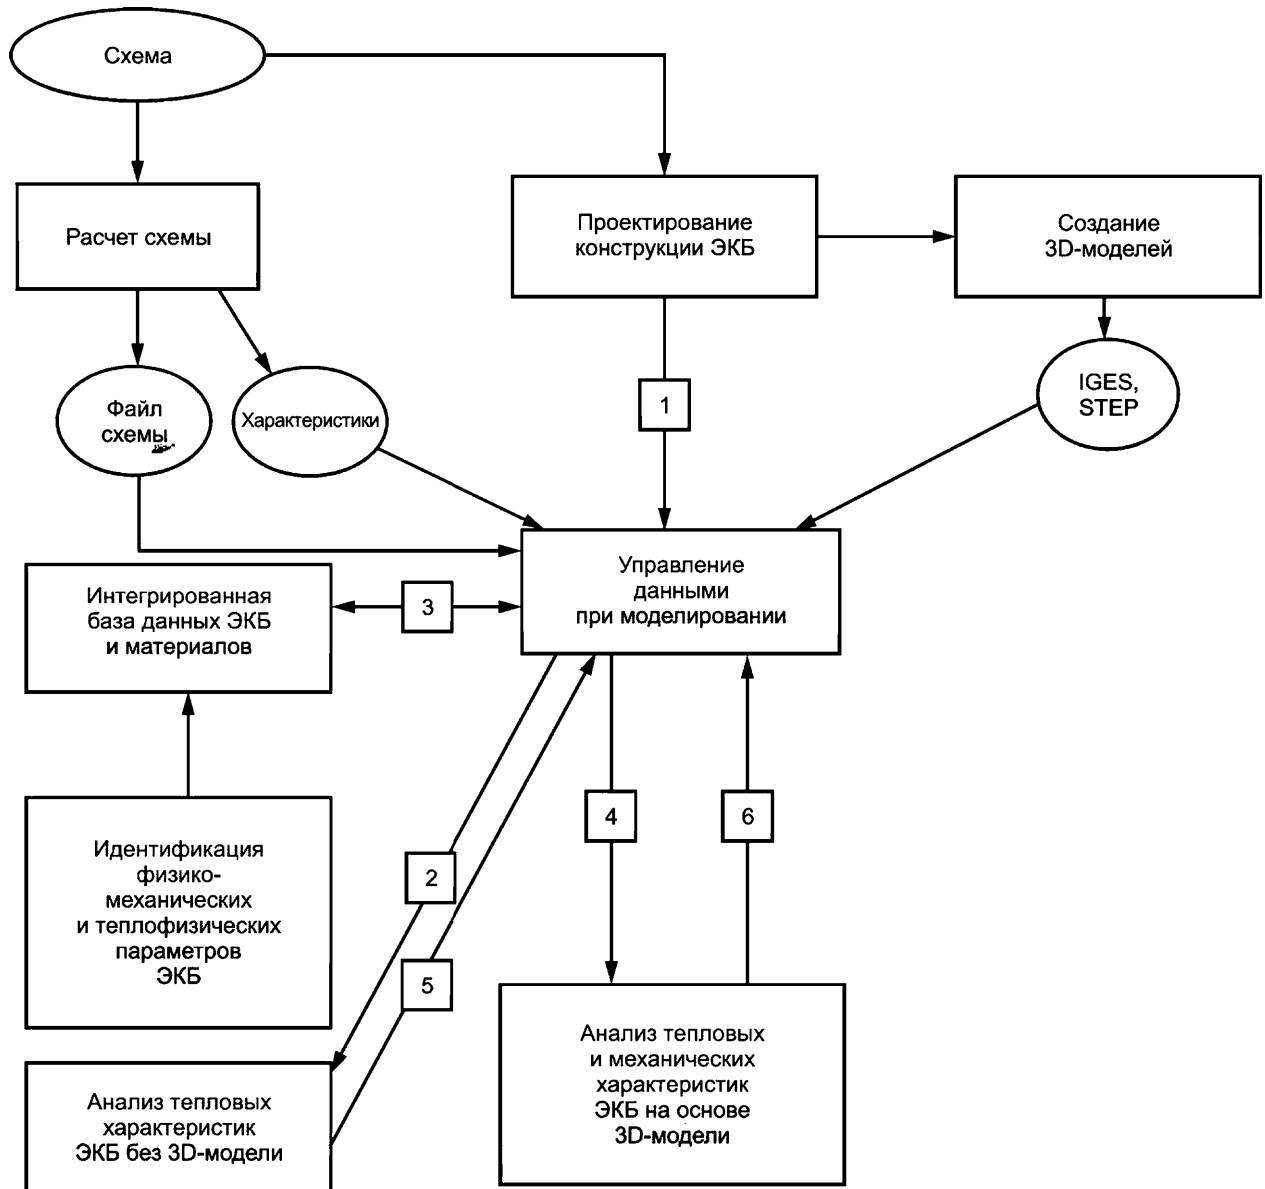 Схема
Расчет схемы
Проектирование
конструкции ЭКБ
Создание
3D-моделей
Файл
схемы
Характеристики
1
IGES,
STEP
Управление
данными
при моделировании
Интегрированная
база данных ЭКБ
и материалов
3
Идентификация
физико-
механических
и теплофизических
параметров
ЭКБ
2
4
6
5
Анализ тепловых
характеристик
ЭКБ без 3D-модели
Анализ тепловых
и механических
характеристик
ЭКБ на основе
3D-модели